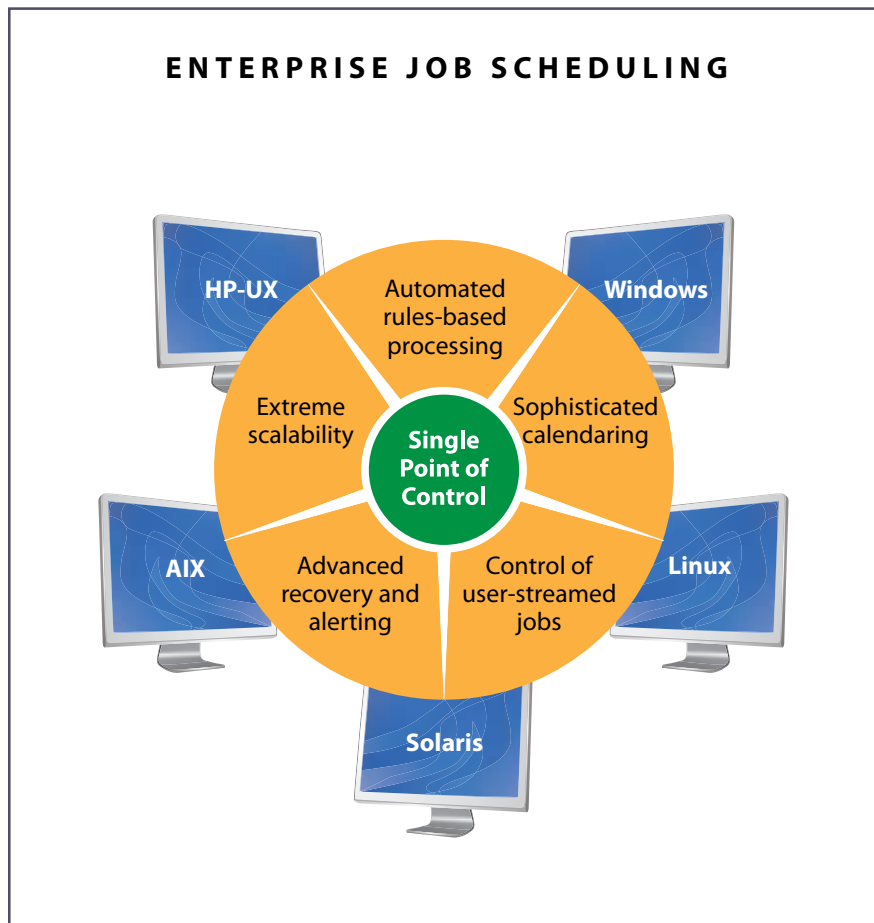 ENTERPRISE JOB SCHEDULING
HP-UX
Windows
Automated
rules-based
processing
Extreme
scalability
Sophisticated
calendaring
Single
Point of
Control
AIX
Linux
Advanced
recovery and
alerting
Control of
user-streamed
jobs
Solaris